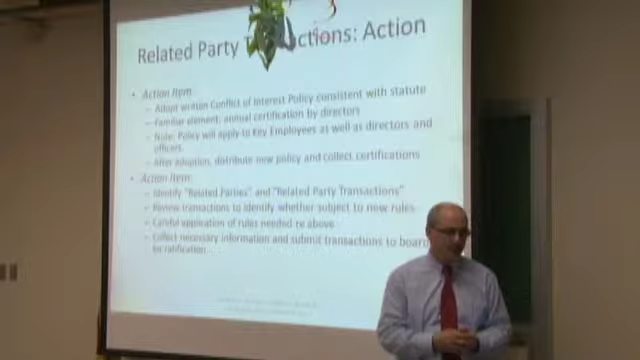 Related Party Transactions: Action
• Action Item:
– Adopt written Conflict of Interest Policy consistent with statute
– Familiar element: annual certification by directors
– Note: Policy will apply to Key Employees as well as directors and
officers.
– After adoption, distribute new policy and collect certifications
• Action Item:
– Identify "Related Parties" and "Related Party Transactions"
– Review transactions to identify whether subject to new rules
– Careful application of rules needed re above
– Collect necessary information and submit transactions to board
for ratification